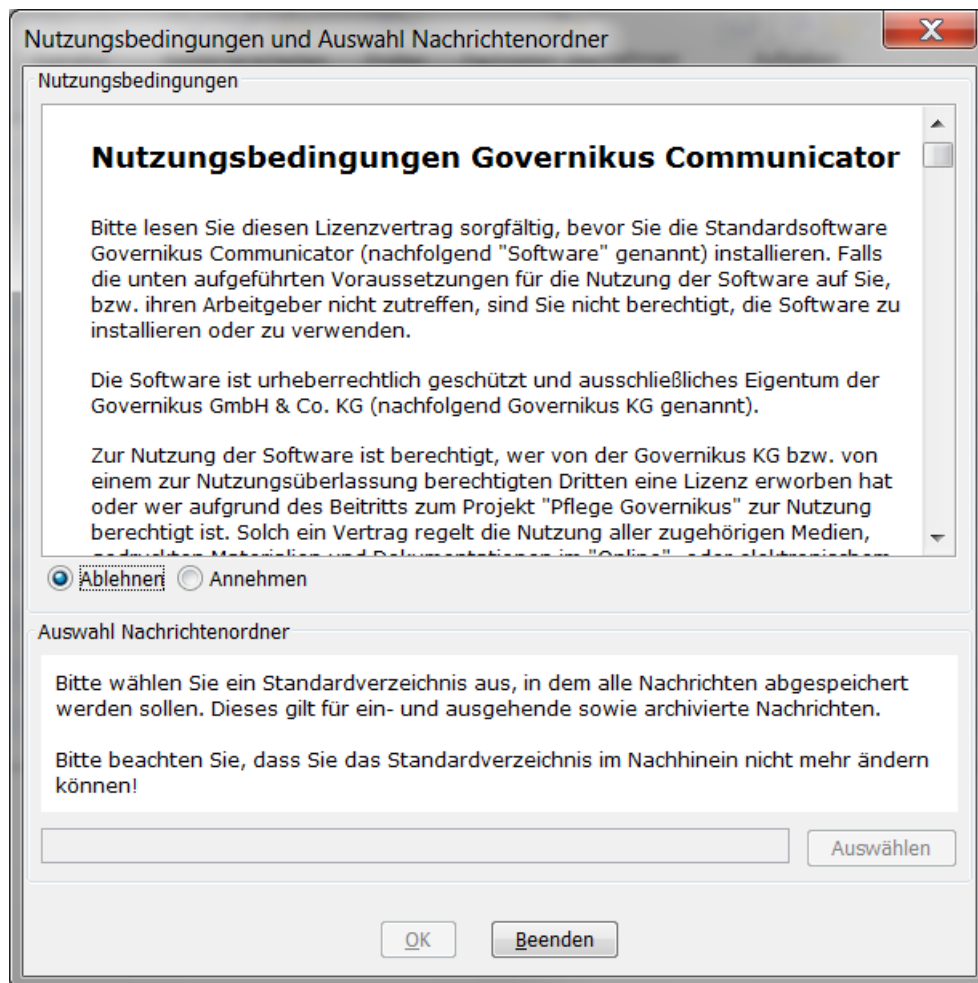 Nutzungsbedingungen und Auswahl Nachrichtenordner
Nutzungsbedingungen
Nutzungsbedingungen Governikus Communicator
Bitte lesen Sie diesen Lizenzvertrag sorgfältig, bevor Sie die Standardsoftware
Governikus Communicator (nachfolgend "Software" genannt) installieren. Falls
die unten aufgeführten Voraussetzungen für die Nutzung der Software auf Sie,
bzw. ihren Arbeitgeber nicht zutreffen, sind Sie nicht berechtigt, die Software zu
installieren oder zu verwenden.
Die Software ist urheberrechtlich geschützt und ausschließliches Eigentum der
Governikus GmbH & Co. KG (nachfolgend Governikus KG genannt).
Zur Nutzung der Software ist berechtigt, wer von der Governikus KG bzw. von
einem zur Nutzungsüberlassung berechtigten Dritten eine Lizenz erworben hat
oder wer aufgrund des Beitritts zum Projekt "Pflege Governikus" zur Nutzung
berechtigt ist. Solch ein Vertrag regelt die Nutzung aller zugehörigen Medien,
gedruckten Materialien und Dokumentationen im "Online"- oder elektronischem
Ablehnen Annehmen
Auswahl Nachrichtenordner
Bitte wählen Sie ein Standardverzeichnis aus, in dem alle Nachrichten abgespeichert
werden sollen. Dieses gilt für ein- und ausgehende sowie archivierte Nachrichten.
Bitte beachten Sie, dass Sie das Standardverzeichnis im Nachhinein nicht mehr ändern
können!
Auswählen
OK Beenden